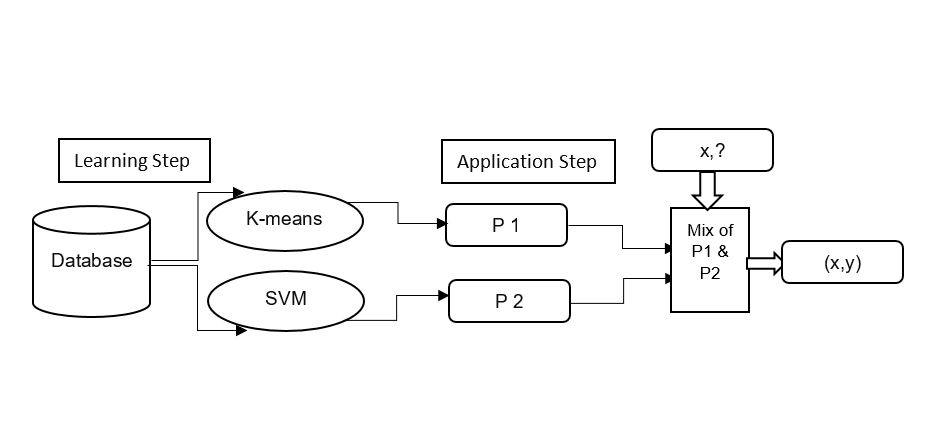 Learning Step
Application Step
x,?
Database
K-means
SVM
P 1
P 2
Mix of
P1 &
P2
(x,y)